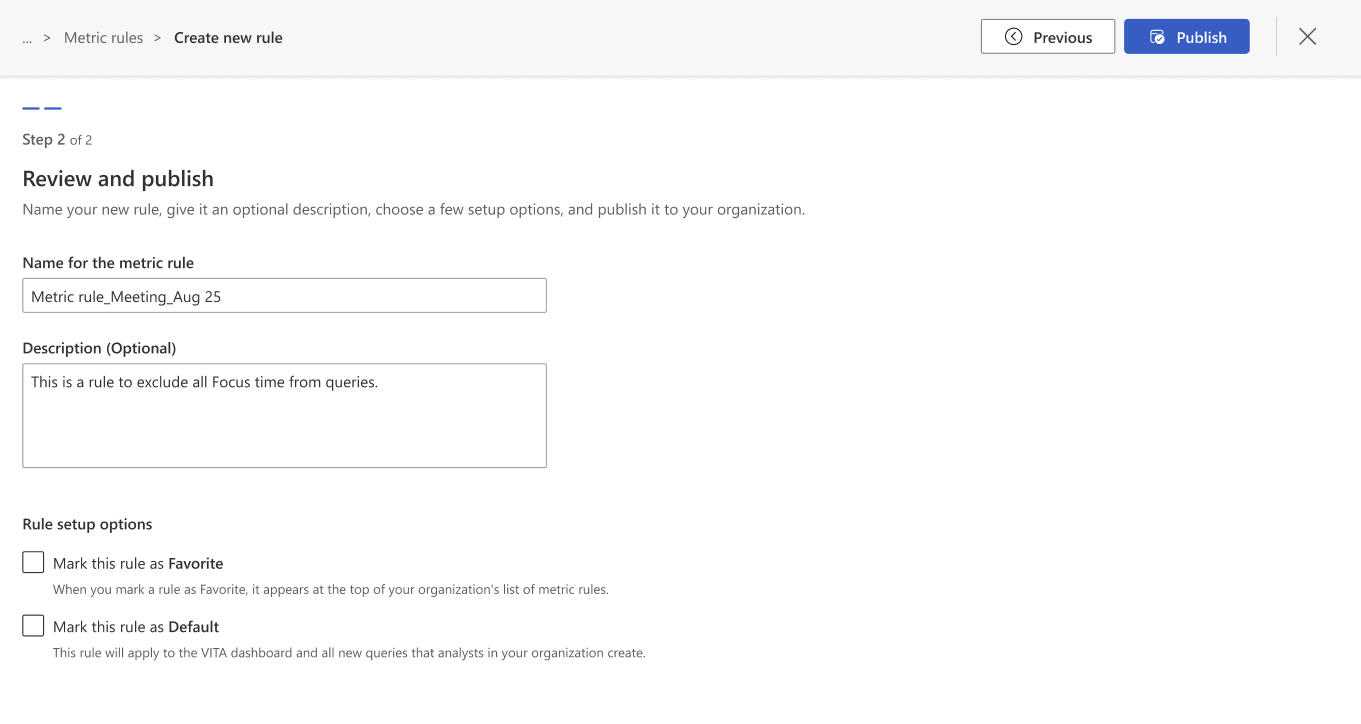 ... > Metric rules > Create new rule
Previous
Publish
Step 2 of 2
Review and publish
Name your new rule, give it an optional description, choose a few setup options, and publish it to your organization.
Name for the metric rule
Metric rule_Meeting_Aug 25
Description (Optional)
This is a rule to exclude all Focus time from queries.
Rule setup options
Mark this rule as Favorite
When you mark a rule as Favorite, it appears at the top of your organization's list of metric rules.
Mark this rule as Default
This rule will apply to the VITA dashboard and all new queries that analysts in your organization create.